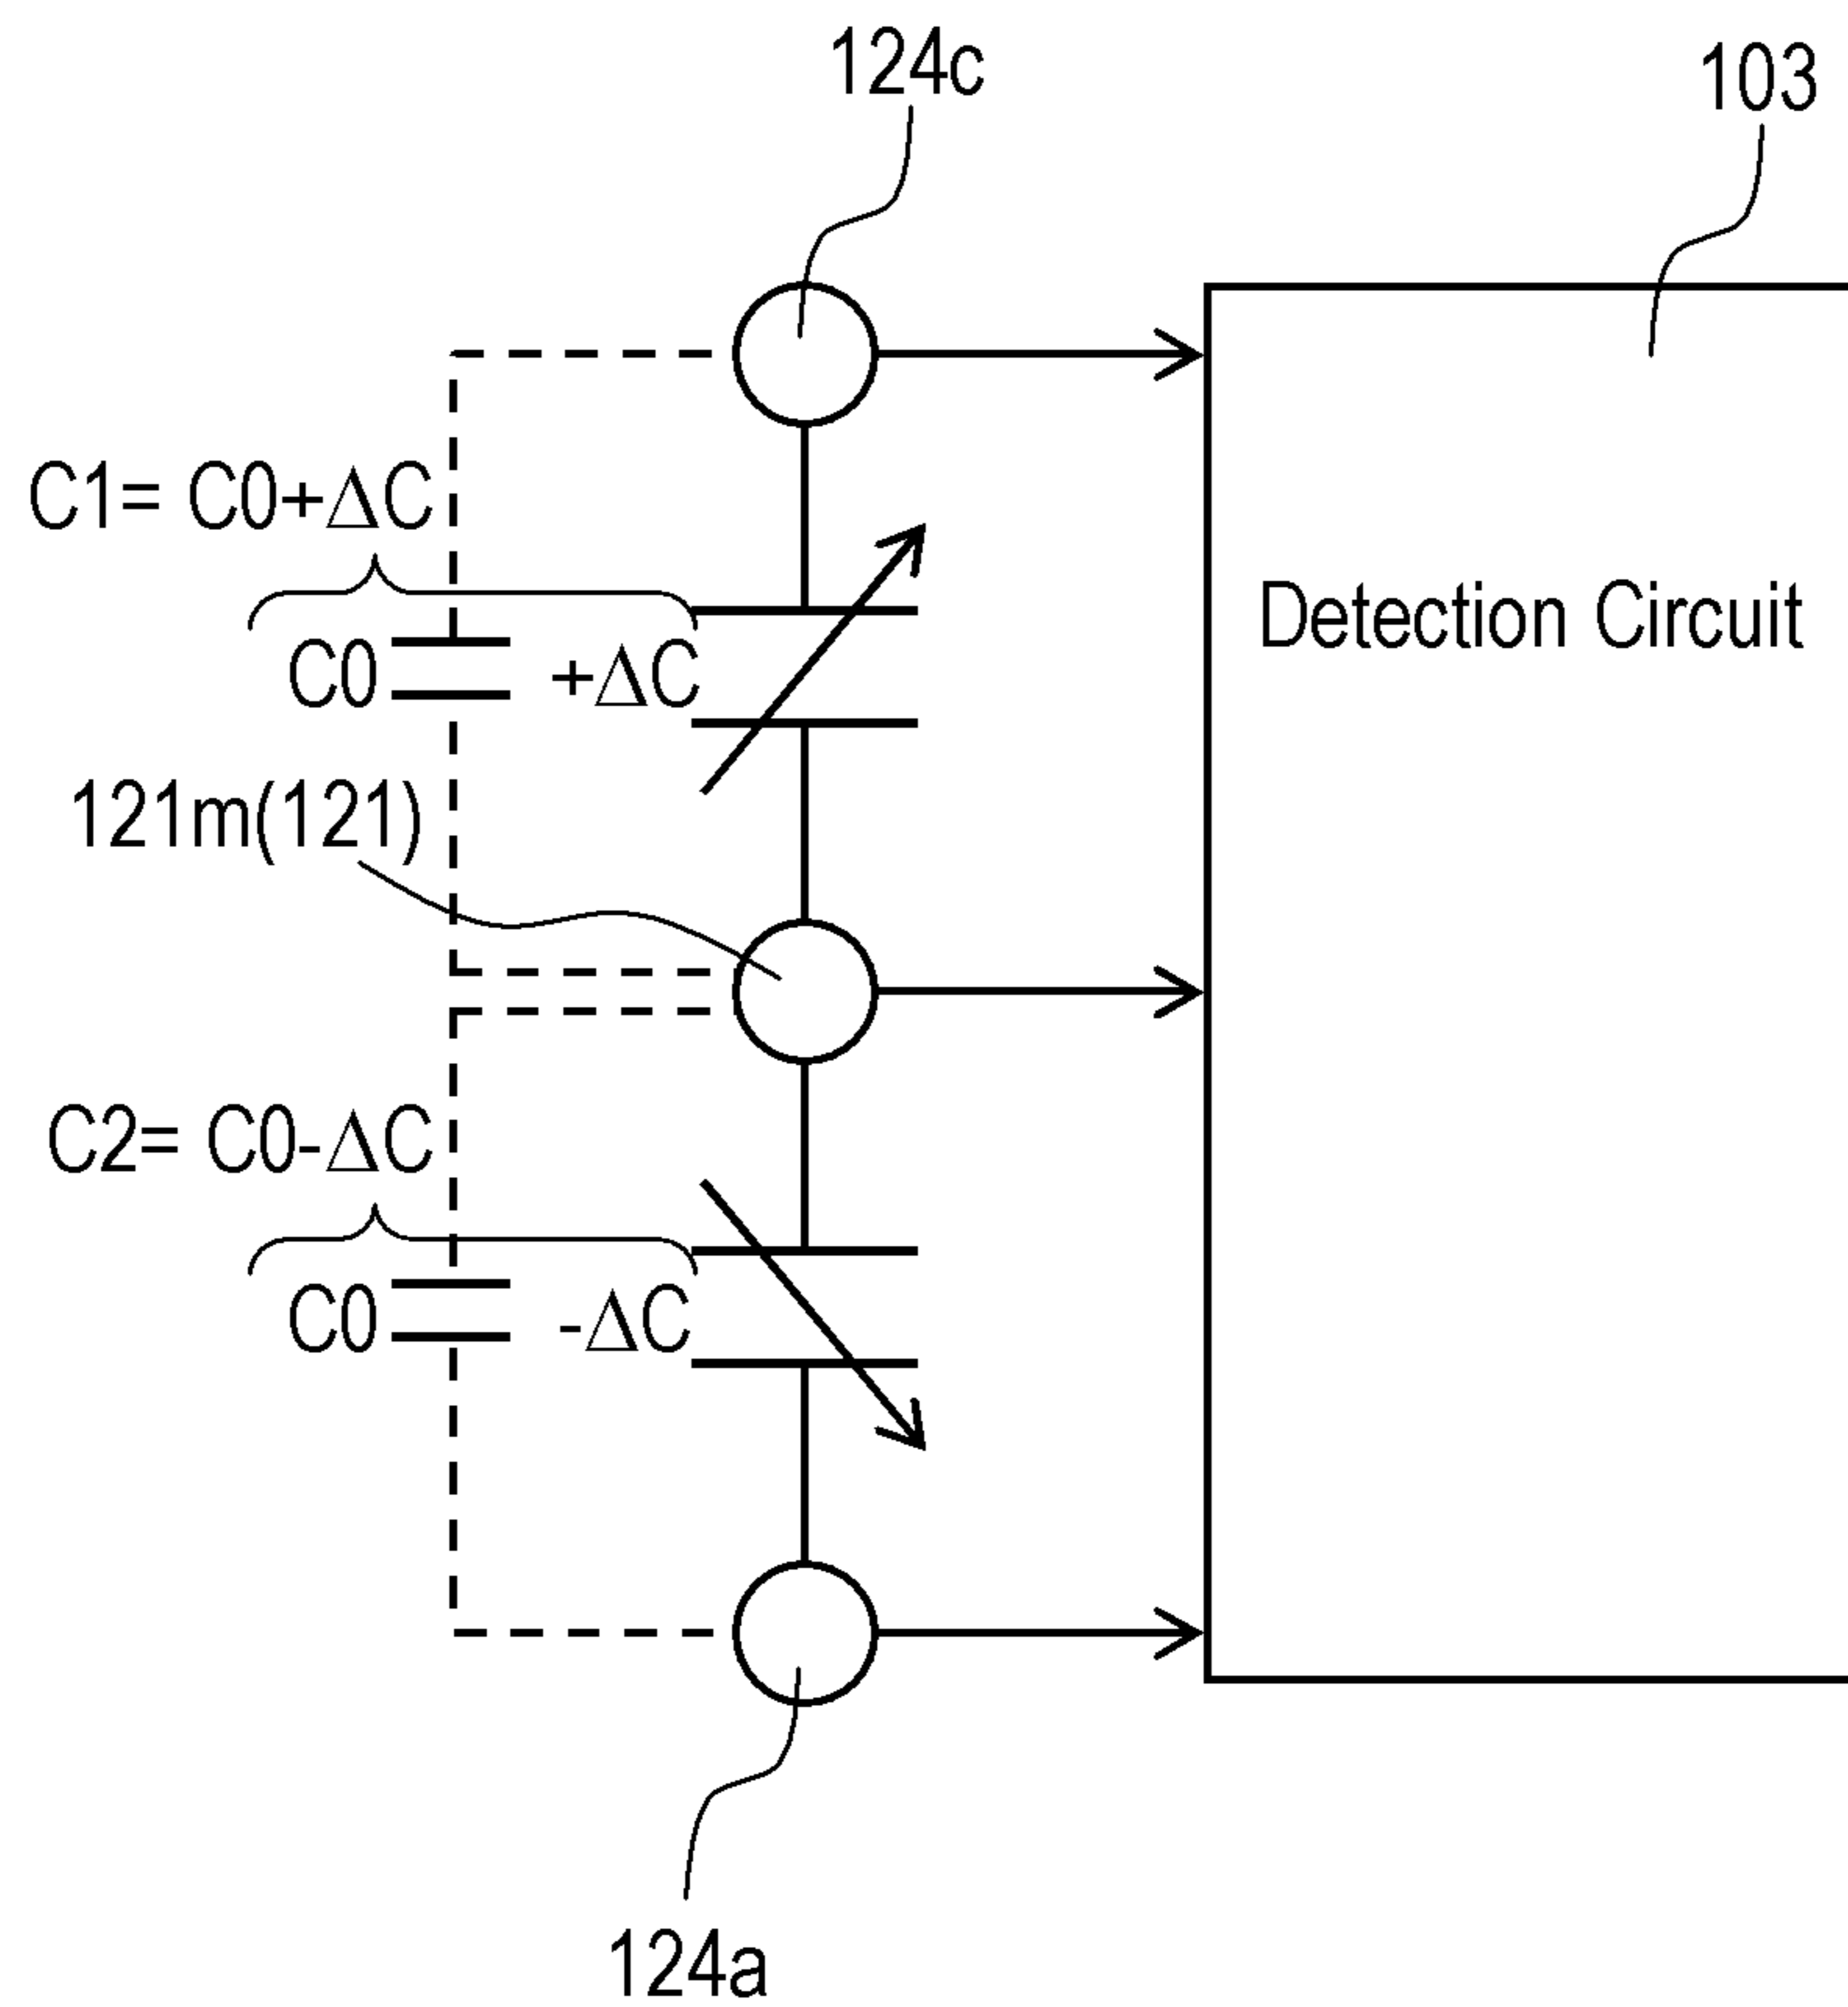 124c
103
C1= C0+ΔC
Detection Circuit
C0
+ΔC
121m(121)
C2= C0-ΔC
C0
-ΔC
124a